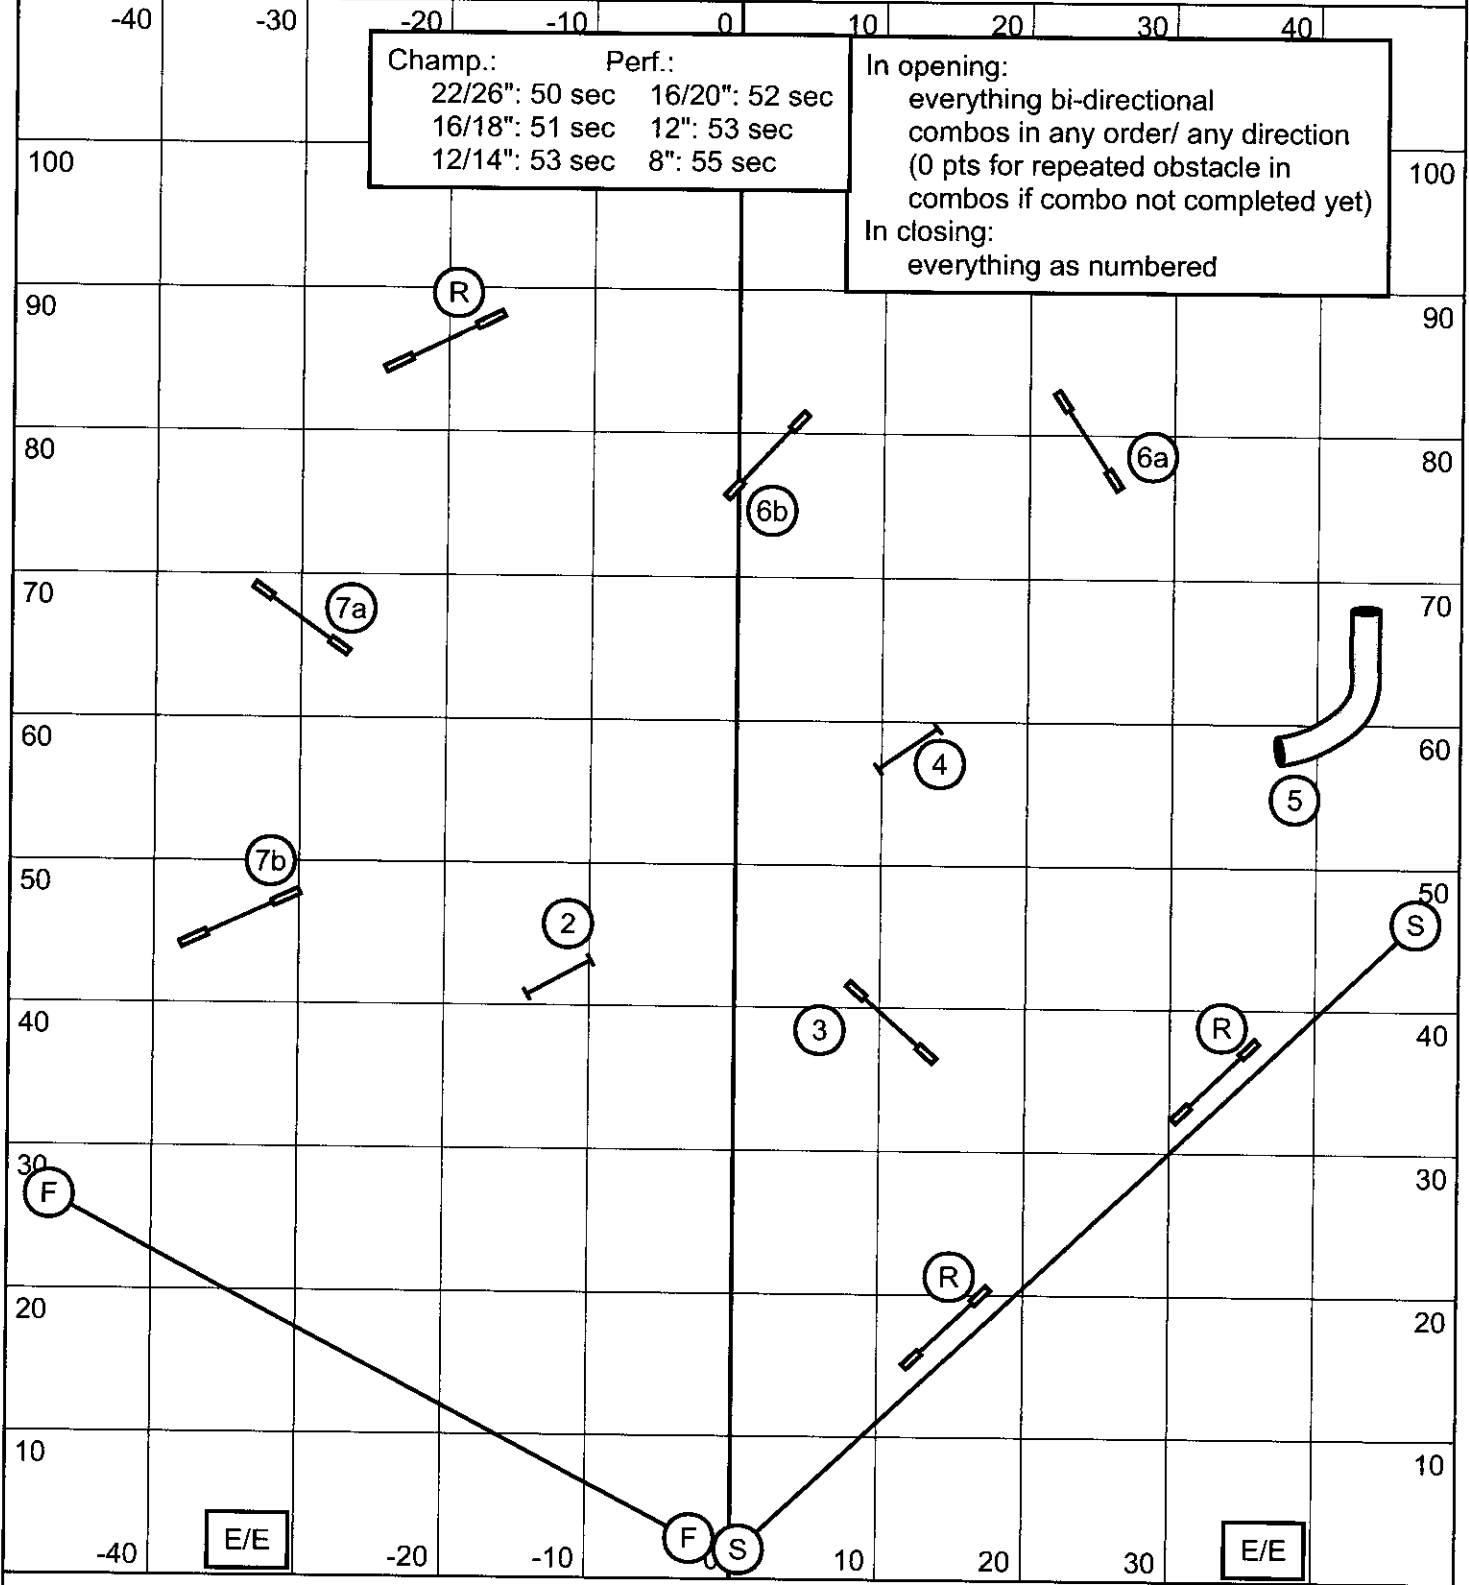 -40 -30 -20 -10 0 10 20 30 40
Champ.: Perf.:
22/26": 50 sec 16/20": 52 sec
16/18": 51 sec 12": 53 sec
12/14": 53 sec 8": 55 sec
In opening:
everything bi-directional
combos in any order/ any direction
(0 pts for repeated obstacle in
combos if combo not completed yet)
In closing:
everything as numbered
100 100
R
90 90
80 6a 80
6b
70 7a 70
60 4 60
5
7b
50 50
2 S
40 3 R 40
30 30
F
R
20 20
10 10
E/E F S E/E
-40 -20 -10 0 10 20 30